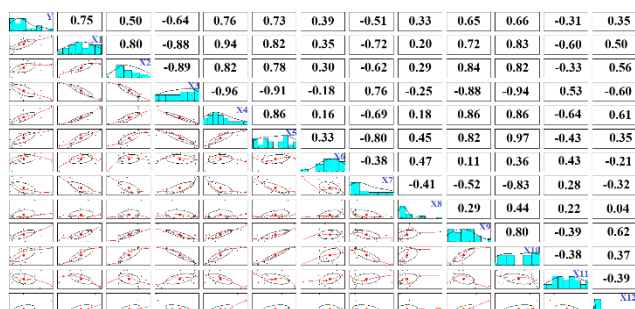 Y 0.75 0.50 -0.64 0.76 0.73 0.39 -0.51 0.33 0.65 0.66 -0.31 0.35
X1 0.80 -0.88 0.94 0.82 0.35 -0.72 0.20 0.72 0.83 -0.60 0.50
X2 -0.89 0.82 0.78 0.30 -0.62 0.29 0.84 0.82 -0.33 0.56
X3 -0.96 -0.91 -0.18 0.76 -0.25 -0.88 -0.94 0.53 -0.60
X4 0.86 0.16 -0.69 0.18 0.86 0.86 -0.64 0.61
X5 0.33 -0.80 0.45 0.82 0.97 -0.43 0.35
X6 -0.38 0.47 0.11 0.36 0.43 -0.21
X7 -0.41 -0.52 -0.83 0.28 -0.32
X8 0.29 0.44 0.22 0.04
X9 0.80 -0.39 0.62
X10 -0.38 0.37
X11 -0.39
X12